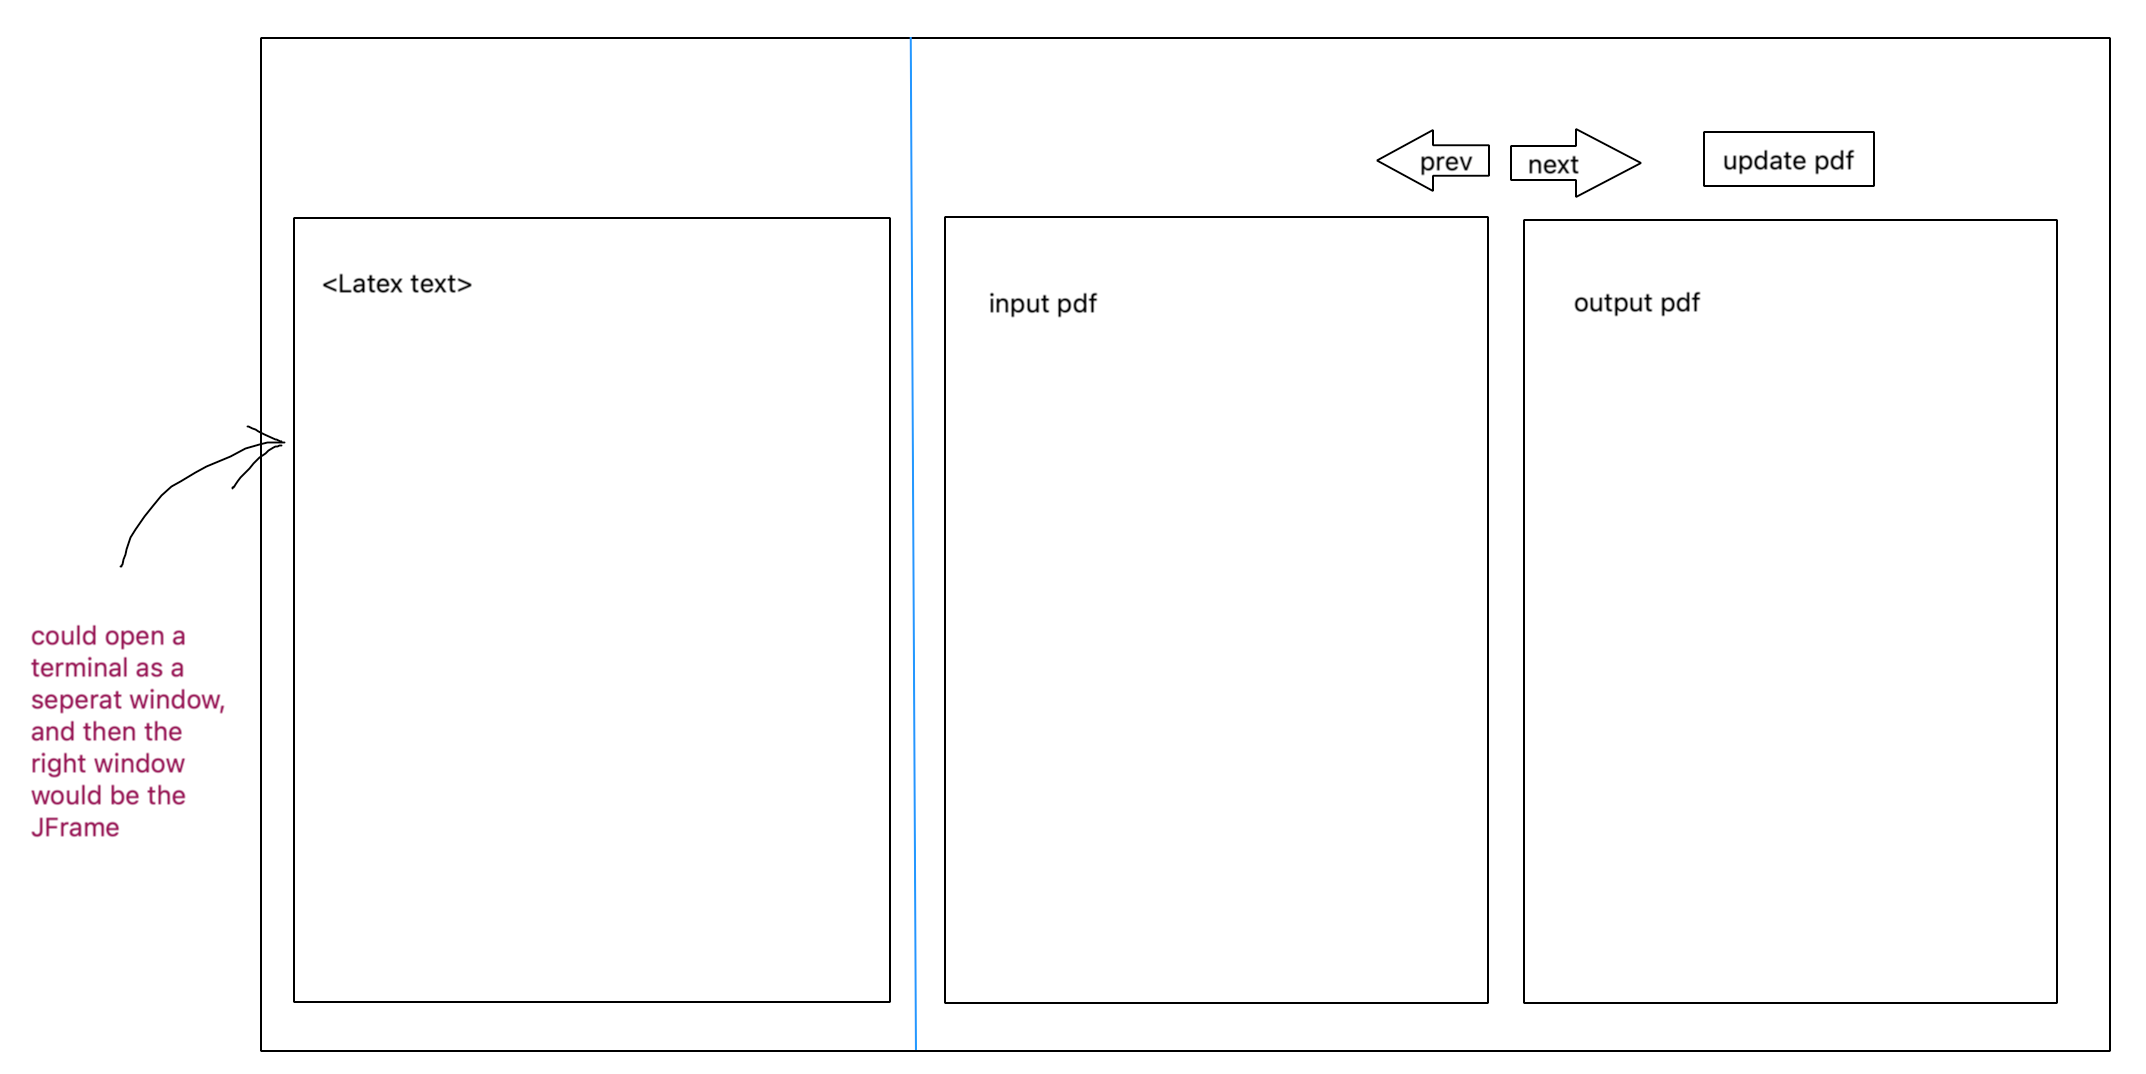 prev
next
update pdf
<Latex text>
input pdf
output pdf
could open a
terminal as a
seperat window,
and then the
right window
would be the
JFrame